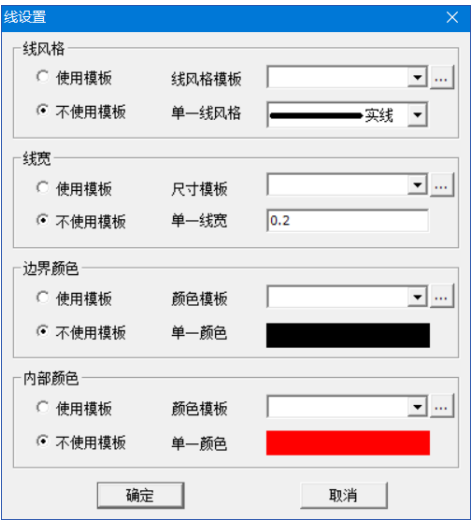 线设置
线风格
使用模板 线风格模板 ...
不使用模板 单一线风格 实线
线宽
使用模板 尺寸模板 ...
不使用模板 单一线宽 0.2
边界颜色
使用模板 颜色模板 ...
不使用模板 单一颜色
内部颜色
使用模板 颜色模板 ...
不使用模板 单一颜色
确定 取消